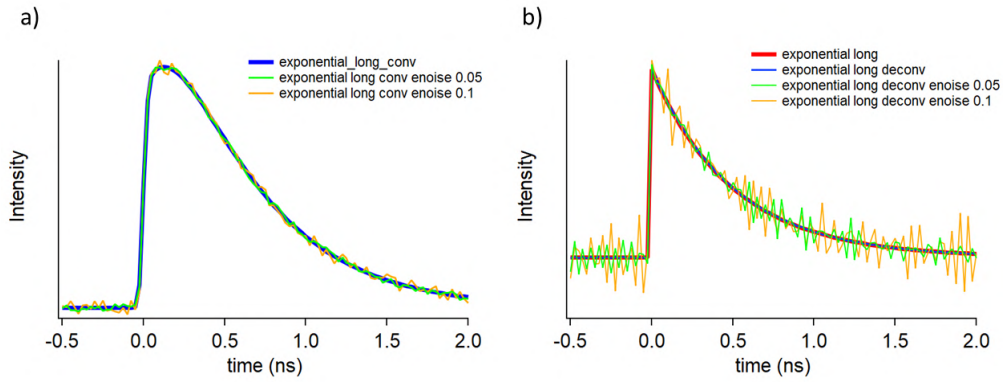 a)
exponential_long_conv
exponential long conv enoise 0.05
exponential long conv enoise 0.1
Intensity
-0.5 0.0 0.5 1.0 1.5 2.0
time (ns)
b)
exponential long
exponential long deconv
exponential long deconv enoise 0.05
exponential long deconv enoise 0.1
Intensity
-0.5 0.0 0.5 1.0 1.5 2.0
time (ns)